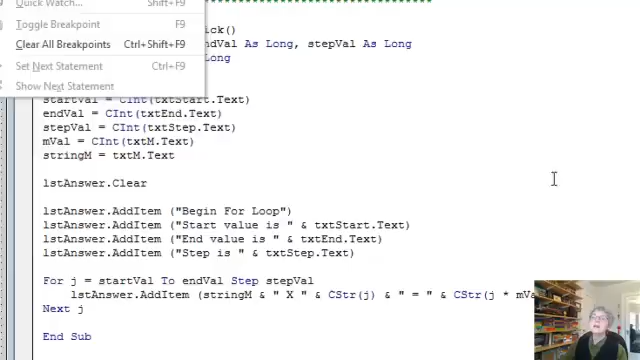 Quick Watch... Shift+F9
Toggle Breakpoint F9
Clear All Breakpoints Ctrl+Shift+F9
Set Next Statement Ctrl+F9
Show Next Statement
ick()
endVal As Long, stepVal As Long
Long
startVal = CInt(txtStart.Text)
endVal = CInt(txtEnd.Text)
stepVal = CInt(txtStep.Text)
mVal = CInt(txtM.Text)
stringM = txtM.Text
lstAnswer.Clear
lstAnswer.AddItem ("Begin For Loop")
lstAnswer.AddItem ("Start value is " & txtStart.Text)
lstAnswer.AddItem ("End value is " & txtEnd.Text)
lstAnswer.AddItem ("Step is " & txtStep.Text)
For j = startVal To endVal Step stepVal
lstAnswer.AddItem (stringM & " X " & CStr(j) & " = " & CStr(j * mVa
Next j
End Sub